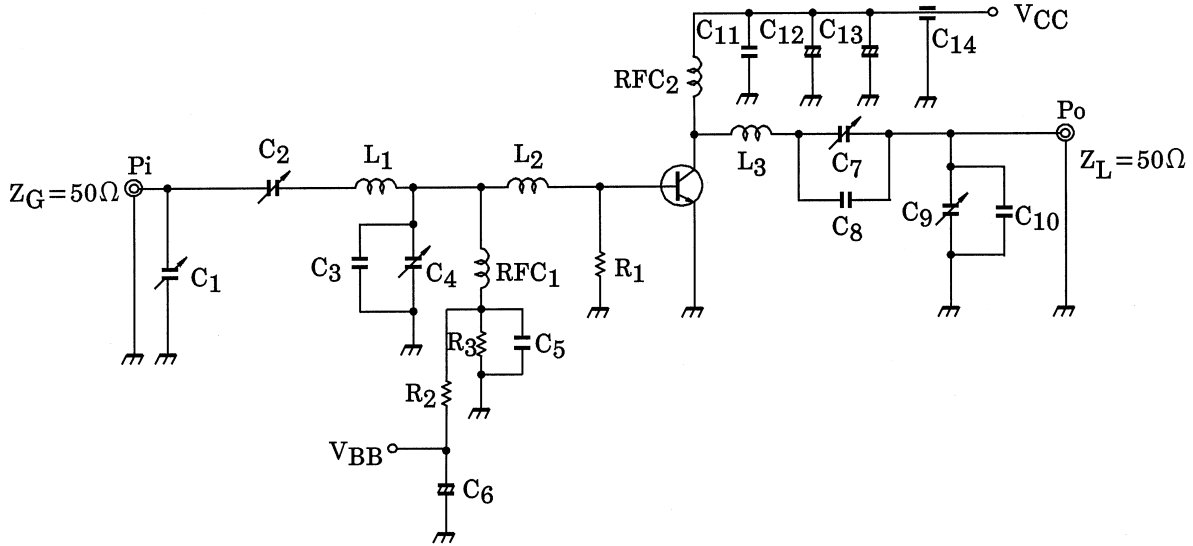 VCC
C11
C12
C13
C14
RFC2
Po
ZL=50Ω
L3
C7
C8
C9
C10
Pi
ZG=50Ω
C2
L1
L2
C1
C3
C4
RFC1
R1
R3
C5
R2
VBB
C6